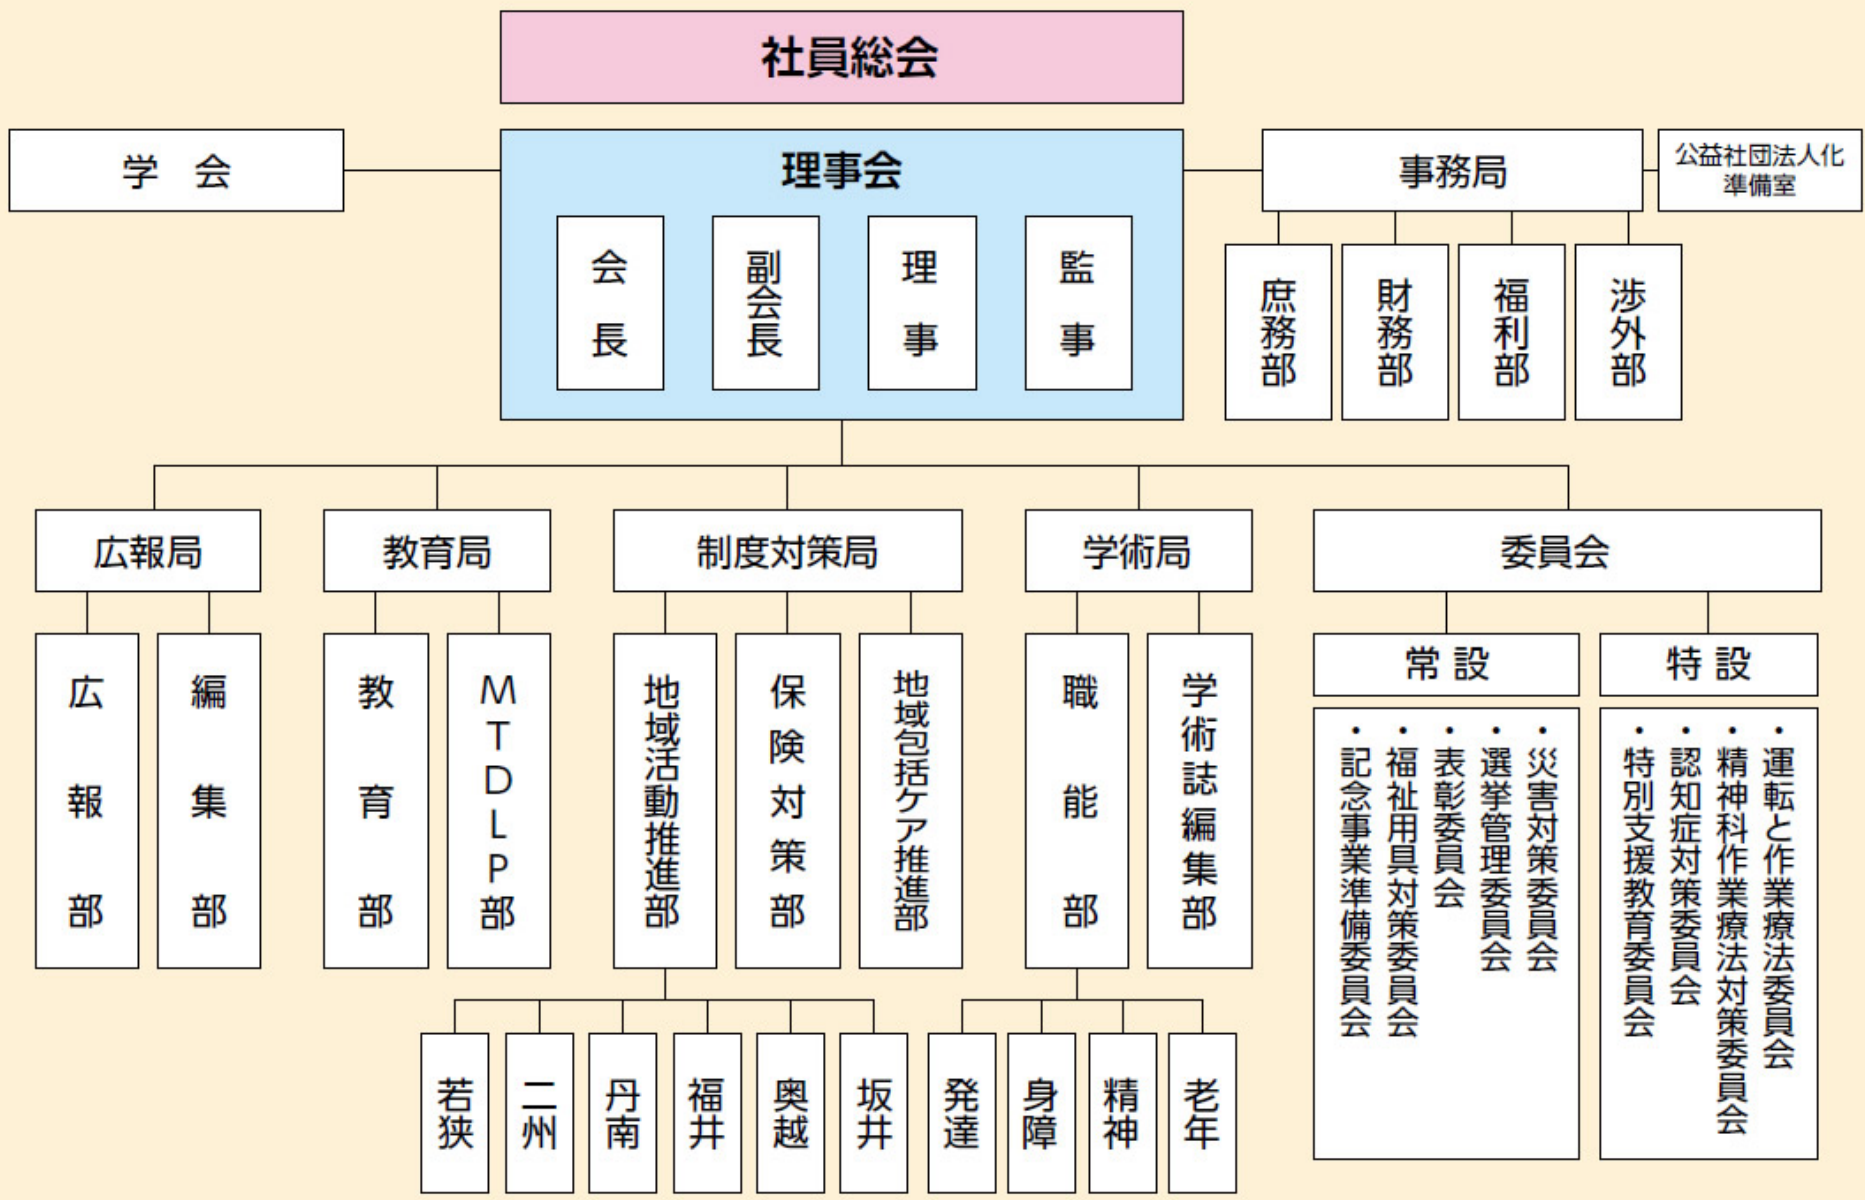 社員総会
学 会
理事会
事務局
公益社団法人化
準備室
会長
副会長
理事
監事
庶務部
財務部
福利部
渉外部
広報局
教育局
制度対策局
学術局
委員会
広報部
編集部
教育部
MTDLP部
地域活動推進部
保険対策部
地域包括ケア推進部
職能部
学術誌編集部
常設
特設
・災害対策委員会
・選挙管理委員会
・表彰委員会
・福祉用具対策委員会
・記念事業準備委員会
・運転と作業療法委員会
・精神科作業療法対策委員会
・認知症対策委員会
・特別支援教育委員会
若狭
二州
丹南
福井
奥越
坂井
発達
身障
精神
老年